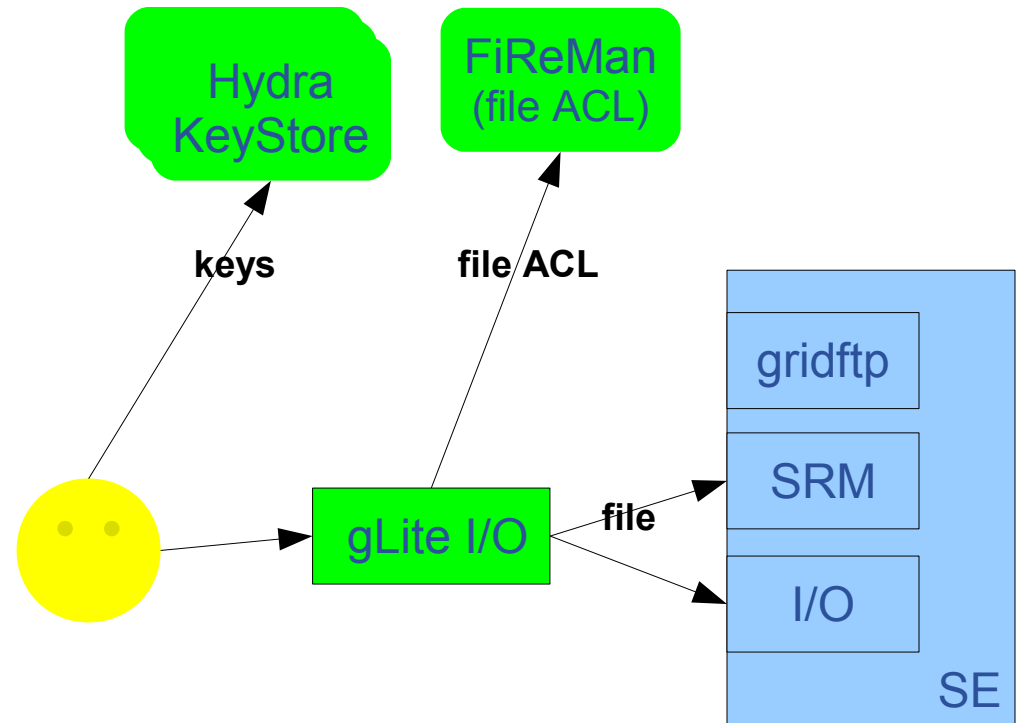 Hydra
KeyStore
FiReMan
(file ACL)
keys
file ACL
gridftp
SRM
file
gLite I/O
I/O
SE